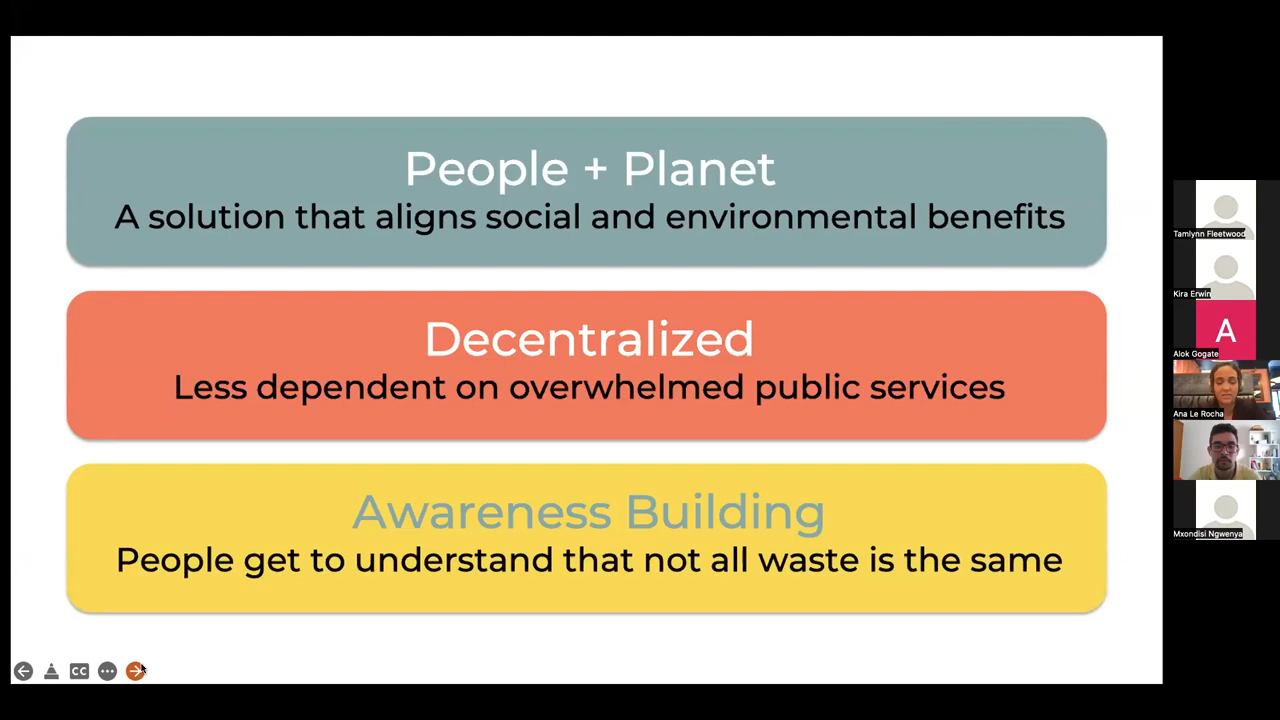 People + Planet
A solution that aligns social and environmental benefits
Decentralized
Less dependent on overwhelmed public services
Awareness Building
People get to understand that not all waste is the same
CC
Tamlynn Fleetwood
Kira Erwin
A
Alok Gogate
Ana Le Rocha
Mxondisi Ngwenya